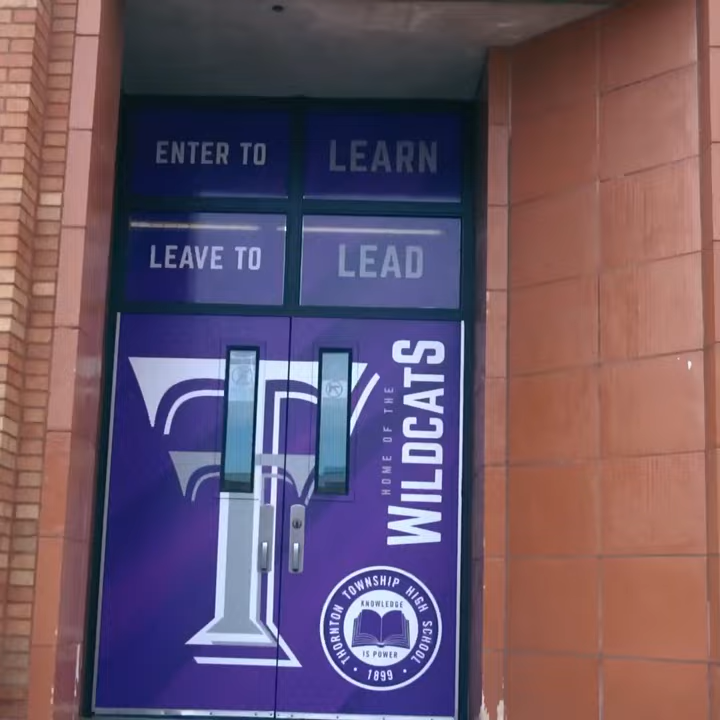 ENTER TO LEARN
LEAVE TO LEAD
T
HOME OF THE
WILDCATS
THORNTON TOWNSHIP HIGH SCHOOL
KNOWLEDGE
IS POWER
• 1899 •